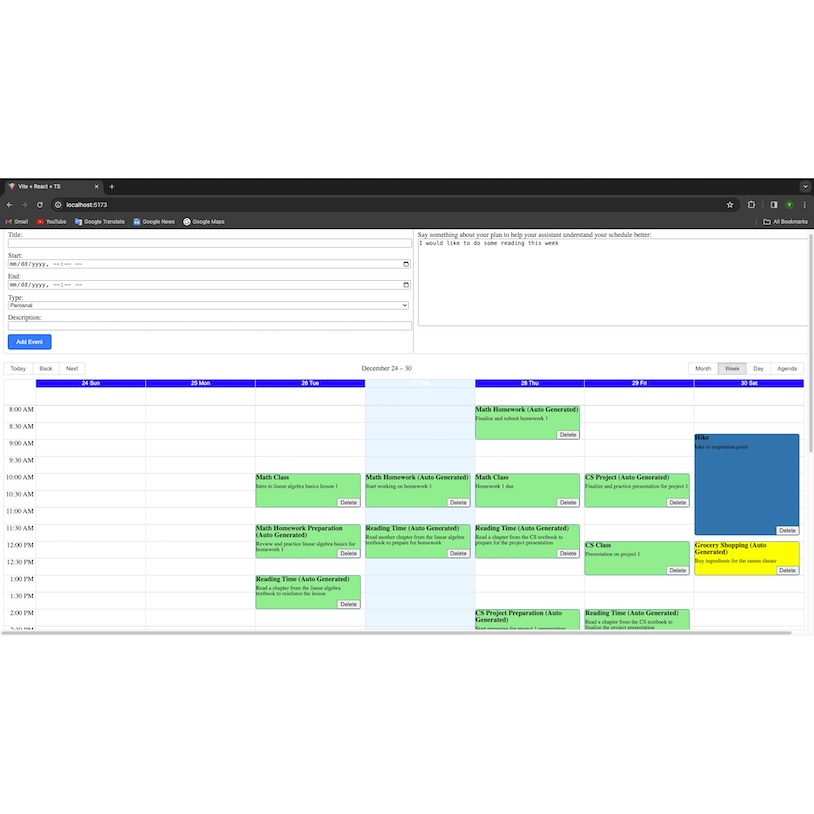 Vite + React + TS
localhost:5173
Gmail YouTube Google Translate Google News Google Maps All Bookmarks
Title:
Start:
mm/dd/yyyy, --:-- --
End:
mm/dd/yyyy, --:-- --
Type:
Perosnal
Description:
Add Event
Say something about your plan to help your assistant understand your schedule better:
I would like to do some reading this week
Today Back Next
December 24 – 30
Month Week Day Agenda
24 Sun 25 Mon 26 Tue 28 Thu 29 Fri 30 Sat
8:00 AM
8:30 AM
9:00 AM
9:30 AM
10:00 AM
10:30 AM
11:00 AM
11:30 AM
12:00 PM
12:30 PM
1:00 PM
1:30 PM
2:00 PM
Math Class
Intro to linear algebra basics lesson 1
Delete
Math Homework Preparation
(Auto Generated)
Review and practice linear algebra basics for
homework 1
Delete
Reading Time (Auto Generated)
Read a chapter from the linear algebra
textbook to reinforce the lesson
Delete
Math Homework (Auto Generated)
Start working on homework 1
Delete
Reading Time (Auto Generated)
Read another chapter from the linear algebra
textbook to prepare for homework
Delete
Math Homework (Auto Generated)
Finalize and submit homework 1
Delete
Math Class
Homework 1 due
Delete
Reading Time (Auto Generated)
Read a chapter from the CS textbook to
prepare for the project presentation
Delete
CS Project Preparation (Auto
Generated)
Start preparing for project 1 presentation
CS Project (Auto Generated)
Finalize and practice presentation for project 1
Delete
CS Class
Presentation on project 1
Delete
Reading Time (Auto Generated)
Read a chapter from the CS textbook to
finalize the project presentation
Hike
hike to inspiration point
Delete
Grocery Shopping (Auto
Generated)
Buy ingredients for the ramen dinner
Delete